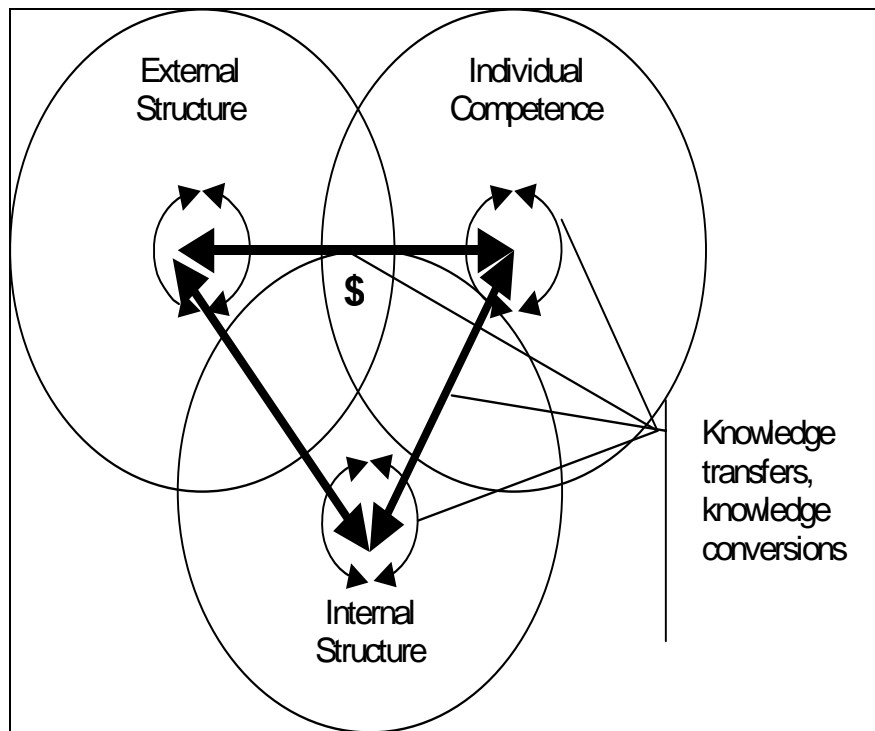 External
Structure
Individual
Competence
$
Knowledge
transfers,
knowledge
conversions
Internal
Structure